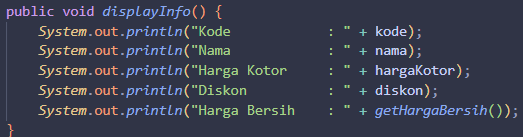 public void displayInfo() {
    System.out.println("Kode           : " + kode);
    System.out.println("Nama           : " + nama);
    System.out.println("Harga Kotor    : " + hargaKotor);
    System.out.println("Diskon         : " + diskon);
    System.out.println("Harga Bersih   : " + getHargaBersih());
}